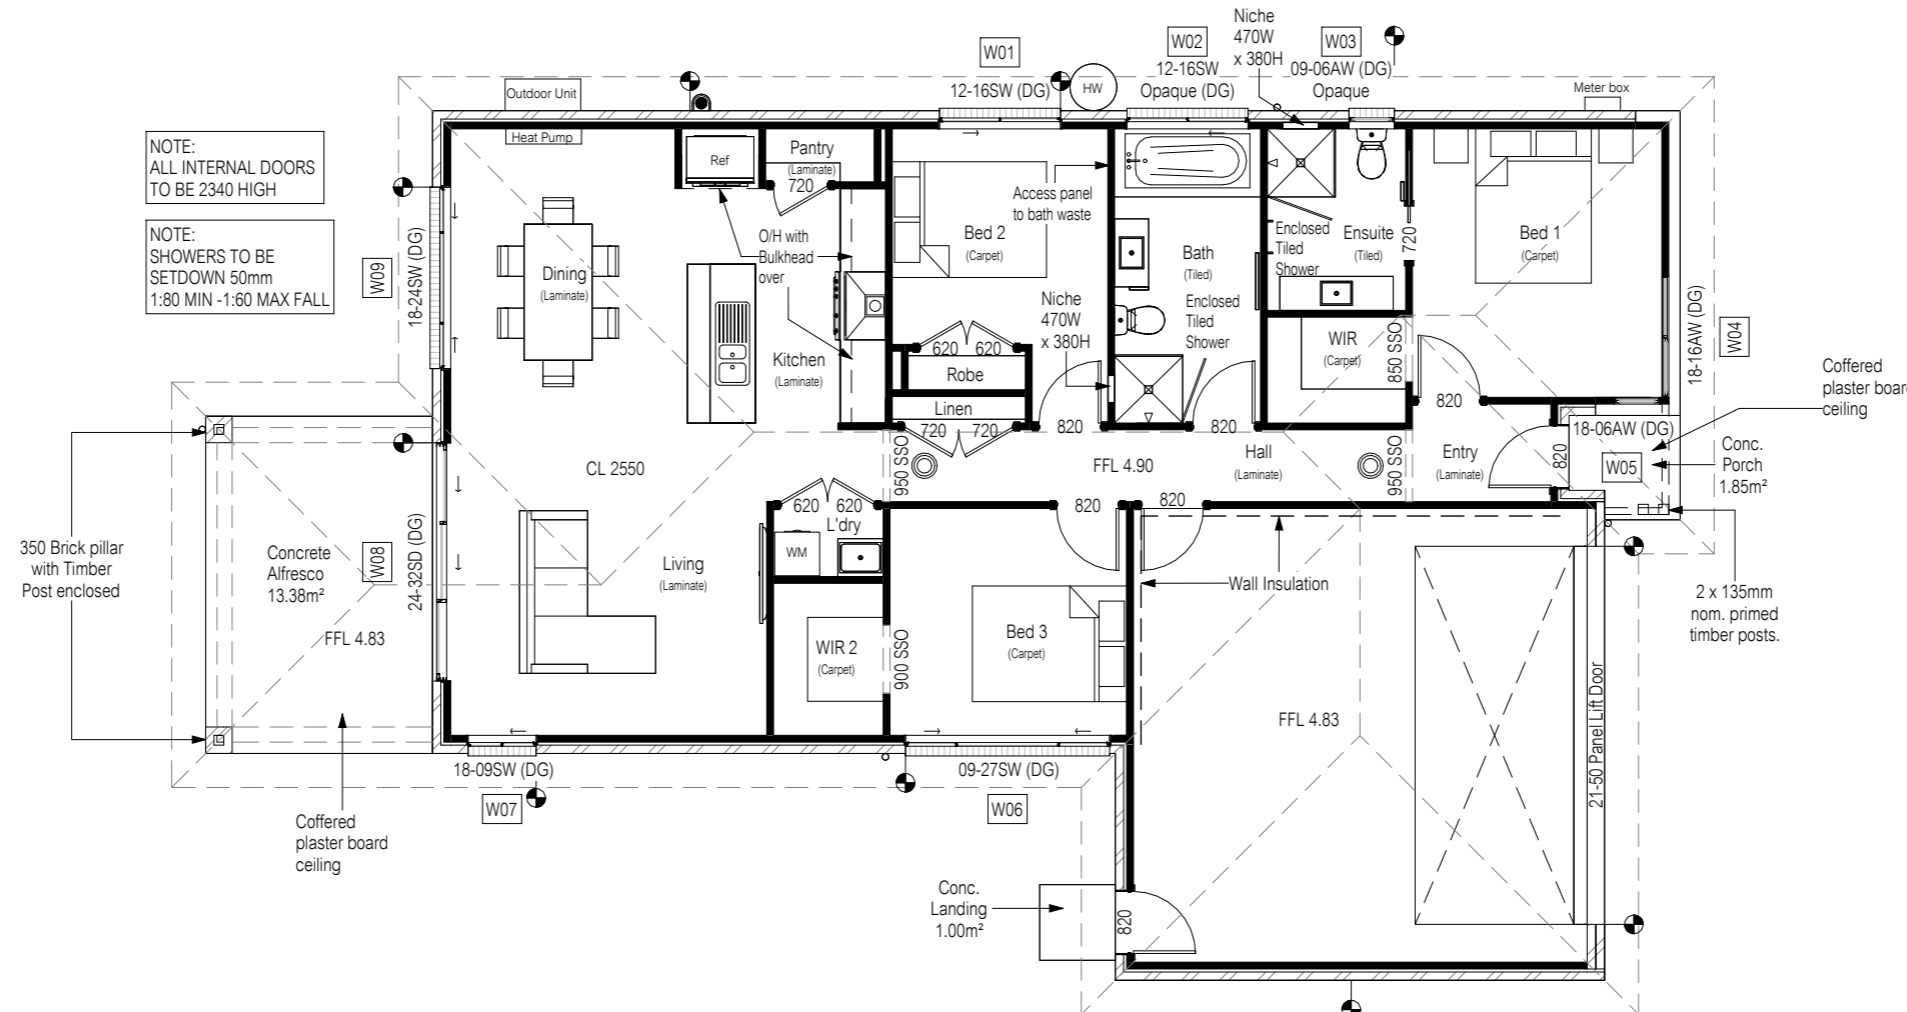 NOTE:
ALL INTERNAL DOORS
TO BE 2340 HIGH
NOTE:
SHOWERS TO BE
SETDOWN 50mm
1:80 MIN -1:60 MAX FALL
Outdoor Unit
Heat Pump
W01
12-16SW (DG)
HW
W02
12-16SW
Opaque (DG)
Niche
470W
x 380H
W03
09-06AW (DG)
Opaque
Meter box
Ref
Pantry
(Laminate)
720
O/H with
Bulkhead
over
Dining
(Laminate)
Kitchen
(Laminate)
W09
18-24SW (DG)
Bed 2
(Carpet)
620
620
Robe
Linen
720
720
Access panel
to bath waste
Niche
470W
x 380H
Bath
(Tiled)
Enclosed
Tiled
Shower
Enclosed
Tiled
Shower
Ensuite
(Tiled)
720
Bed 1
(Carpet)
WIR
(Carpet)
850 SSO
820
W04
18-16AW (DG)
Coffered
plaster board
ceiling
18-06AW (DG)
W05
Conc.
Porch
1.85m²
820
Entry
(Laminate)
950 SSO
Hall
(Laminate)
FFL 4.90
820
820
950 SSO
CL 2550
820
820
620
620
L'dry
WM
Living
(Laminate)
WIR 2
(Carpet)
900 SSO
Bed 3
(Carpet)
Wall Insulation
FFL 4.83
21-50 Panel Lift Door
2 x 135mm
nom. primed
timber posts.
350 Brick pillar
with Timber
Post enclosed
Concrete
Alfresco
13.38m²
FFL 4.83
W08
24-32SD (DG)
18-09SW (DG)
W07
09-27SW (DG)
W06
Coffered
plaster board
ceiling
Conc.
Landing
1.00m²
820